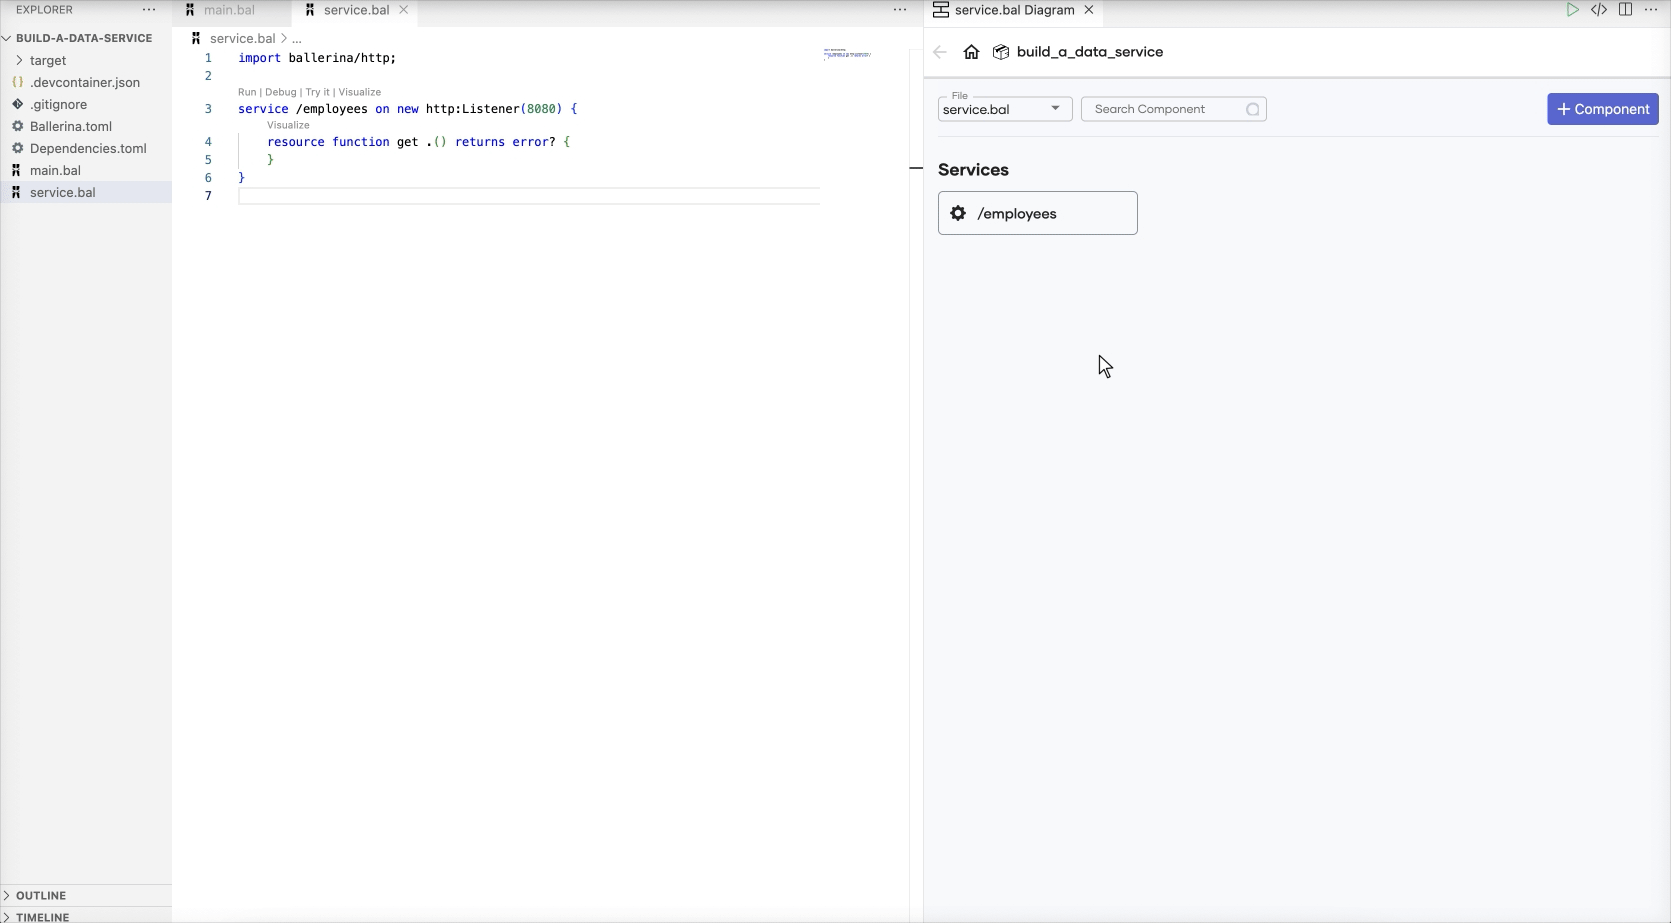 EXPLORER
BUILD-A-DATA-SERVICE
target
{} .devcontainer.json
.gitignore
Ballerina.toml
Dependencies.toml
main.bal
service.bal
OUTLINE
TIMELINE
main.bal
service.bal
service.bal > ...
1 import ballerina/http;
2
Run | Debug | Try it | Visualize
3 service /employees on new http:Listener(8080) {
Visualize
4 resource function get .() returns error? {
5 }
6 }
7
service.bal Diagram
build_a_data_service
File
service.bal
Search Component
+ Component
Services
/employees